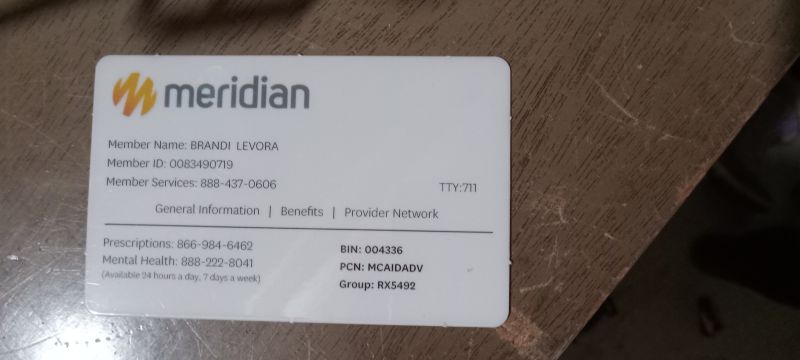 meridian
Member Name: BRANDI LEVORA
Member ID: 0083490719
Member Services: 888-437-0606 TTY:711
General Information | Benefits | Provider Network
Prescriptions: 866-984-6462 BIN: 004336
Mental Health: 888-222-8041 PCN: MCAIDADV
(Available 24 hours a day, 7 days a week) Group: RX5492